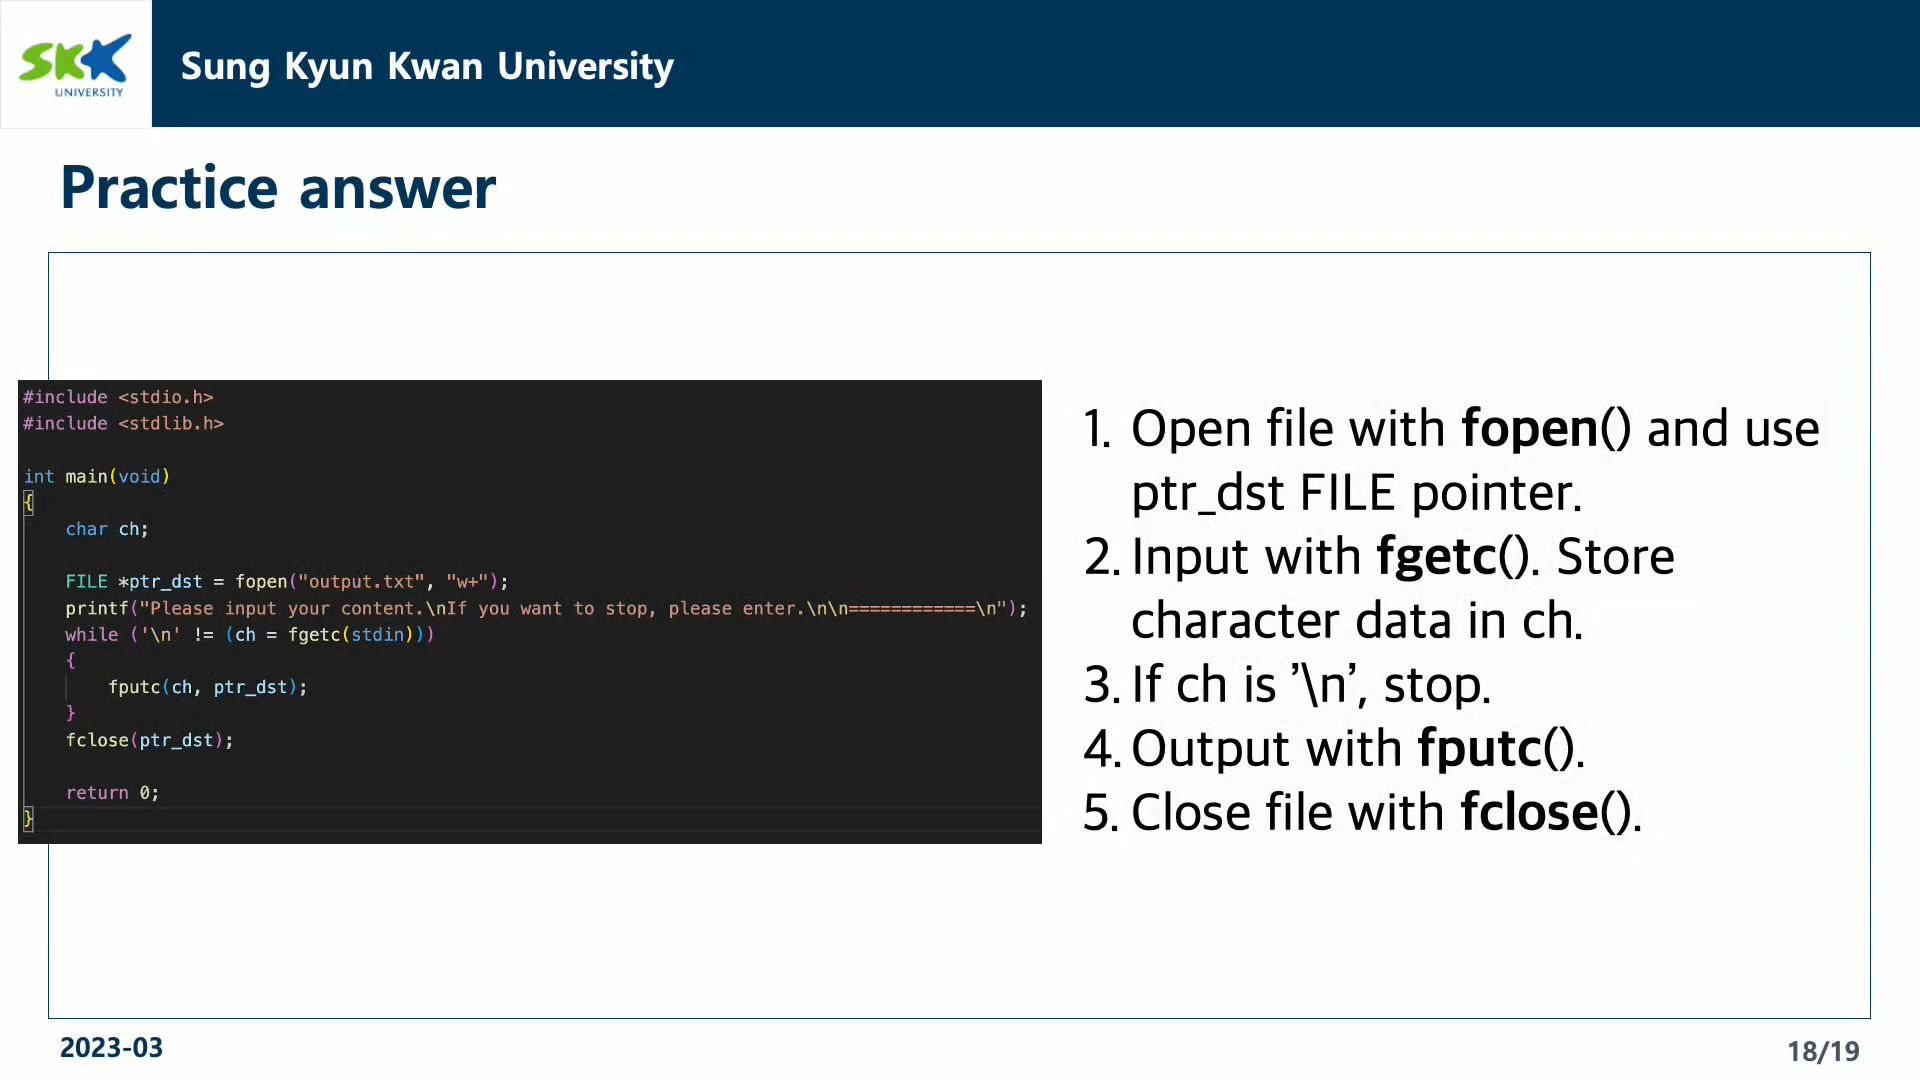 SKK
UNIVERSITY
Sung Kyun Kwan University
Practice answer
#include <stdio.h>
#include <stdlib.h>
int main(void)
{
char ch;
FILE *ptr_dst = fopen("output.txt", "w+");
printf("Please input your content.\nIf you want to stop, please enter.\n\n============\n");
while ('\n' != (ch = fgetc(stdin)))
{
fputc(ch, ptr_dst);
}
fclose(ptr_dst);
return 0;
}
1. Open file with fopen() and use
ptr_dst FILE pointer.
2. Input with fgetc(). Store
character data in ch.
3. If ch is ’\n’, stop.
4. Output with fputc().
5. Close file with fclose().
2023-03
18/19